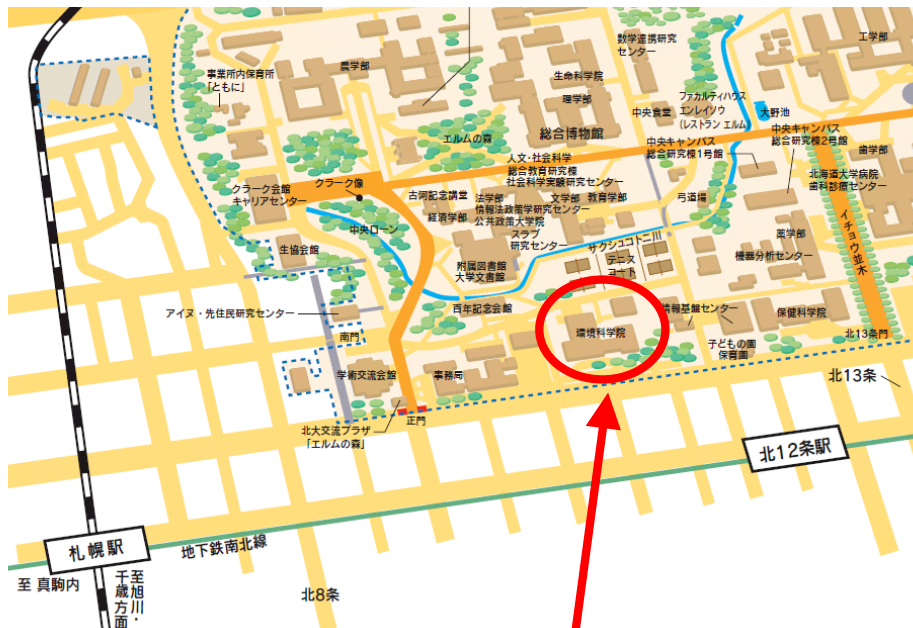 数学連携研究
センター
工学部
農学部
事業所内保育所
「ともに」
生命科学院
理学部
ファカルティハウス
エンレイソウ
(レストラン エルム)
中央食堂
大野池
総合博物館
エルムの森
中央キャンパス
総合研究棟1号館
中央キャンパス
総合研究棟2号館
歯学部
人文・社会科学
総合教育研究棟
社会科学実験研究センター
北海道大学病院
歯科診療センター
クラーク会館
キャリアセンター
クラーク像
古河記念講堂
法学部
文学部
教育学部
弓道場
情報法政策学研究センター
経済学部
公共政策大学院
スラブ
研究センター
中央ローン
サクシュコトニ川
イチョウ並木
薬学部
生協会館
テニス
コート
機器分析センター
附属図書館
大学文書館
百年記念会館
アイヌ・先住民研究センター
環境科学院
情報基盤センター
保健科学院
南門
子どもの園
保育園
北13条門
学術交流会館
事務局
北13条
正門
北大交流プラザ
「エルムの森」
北12条駅
札幌駅
地下鉄南北線
至 真駒内
至旭川・
千歳方面
北8条